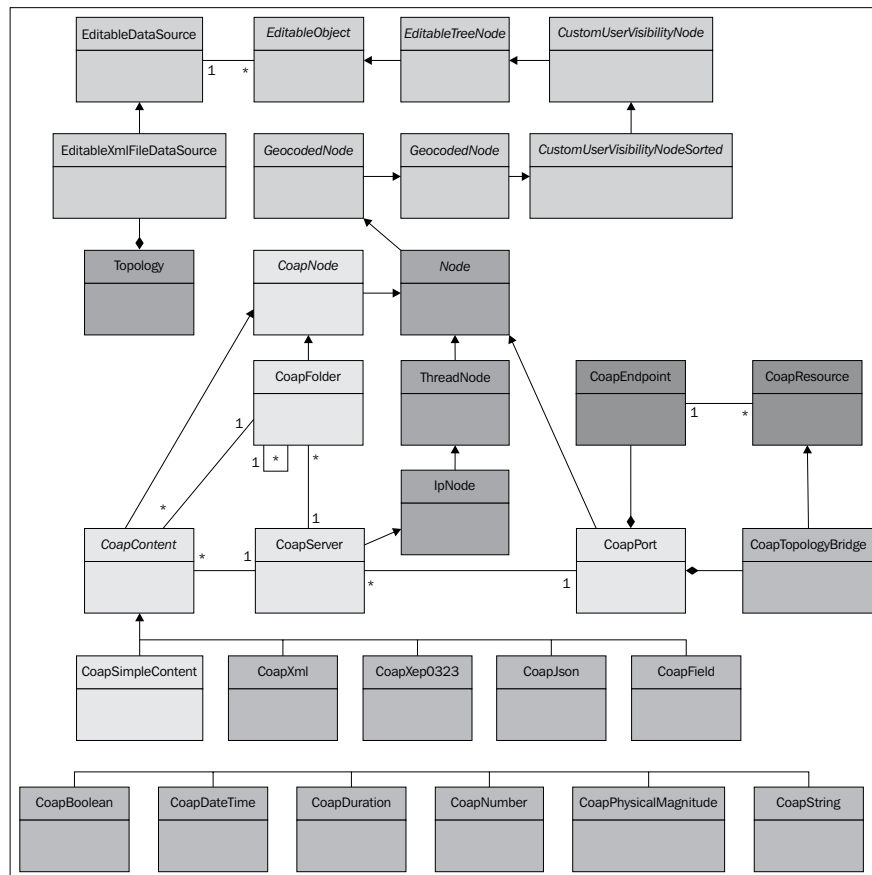 EditableDataSource
EditableObject
EditableTreeNode
CustomUserVisibilityNode
1
*
EditableXmlFileDataSource
GeocodedNode
GeocodedNode
CustomUserVisibilityNodeSorted
Topology
CoapNode
Node
CoapFolder
ThreadNode
CoapEndpoint
CoapResource
1
*
1
1
*
*
IpNode
*
1
CoapContent
CoapServer
CoapPort
CoapTopologyBridge
*
1
*
1
CoapSimpleContent
CoapXml
CoapXep0323
CoapJson
CoapField
CoapBoolean
CoapDateTime
CoapDuration
CoapNumber
CoapPhysicalMagnitude
CoapString